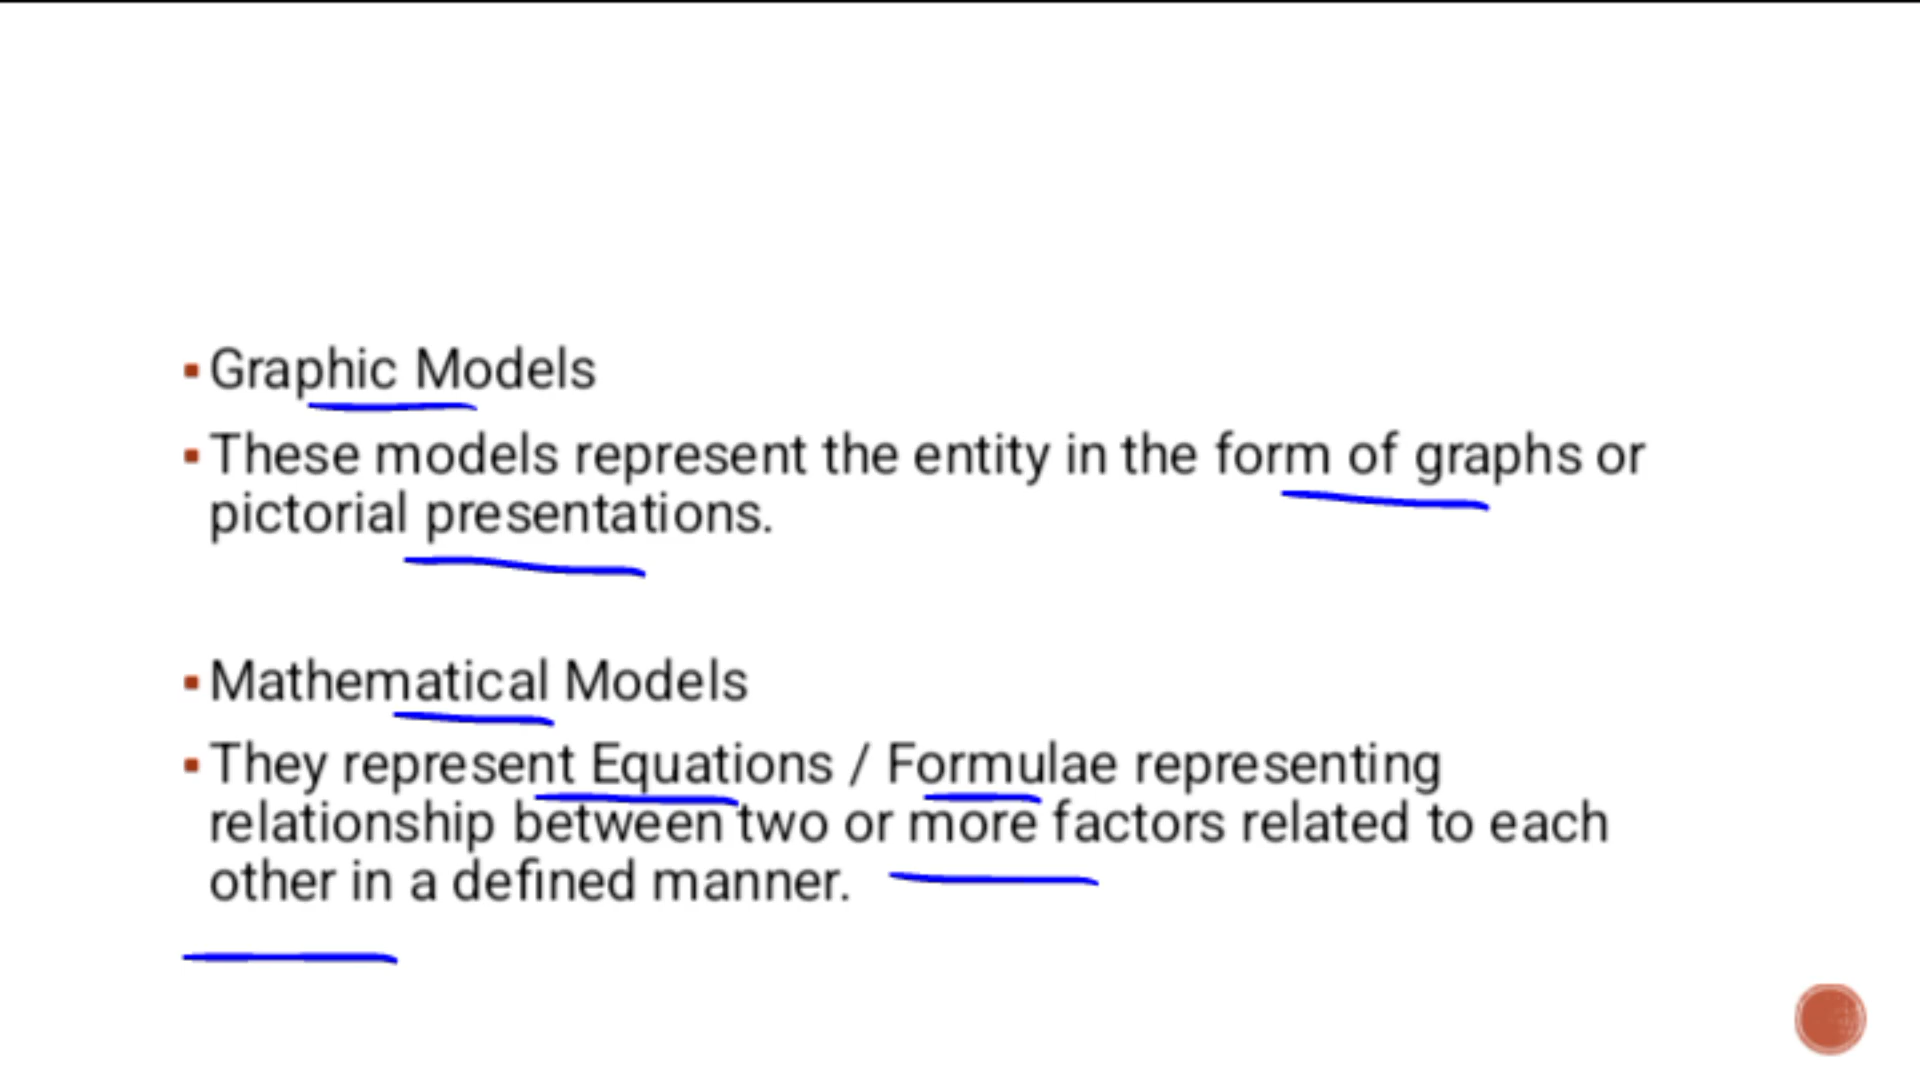 Graphic Models
These models represent the entity in the form of graphs or
pictorial presentations.
Mathematical Models
They represent Equations / Formulae representing
relationship between two or more factors related to each
other in a defined manner.